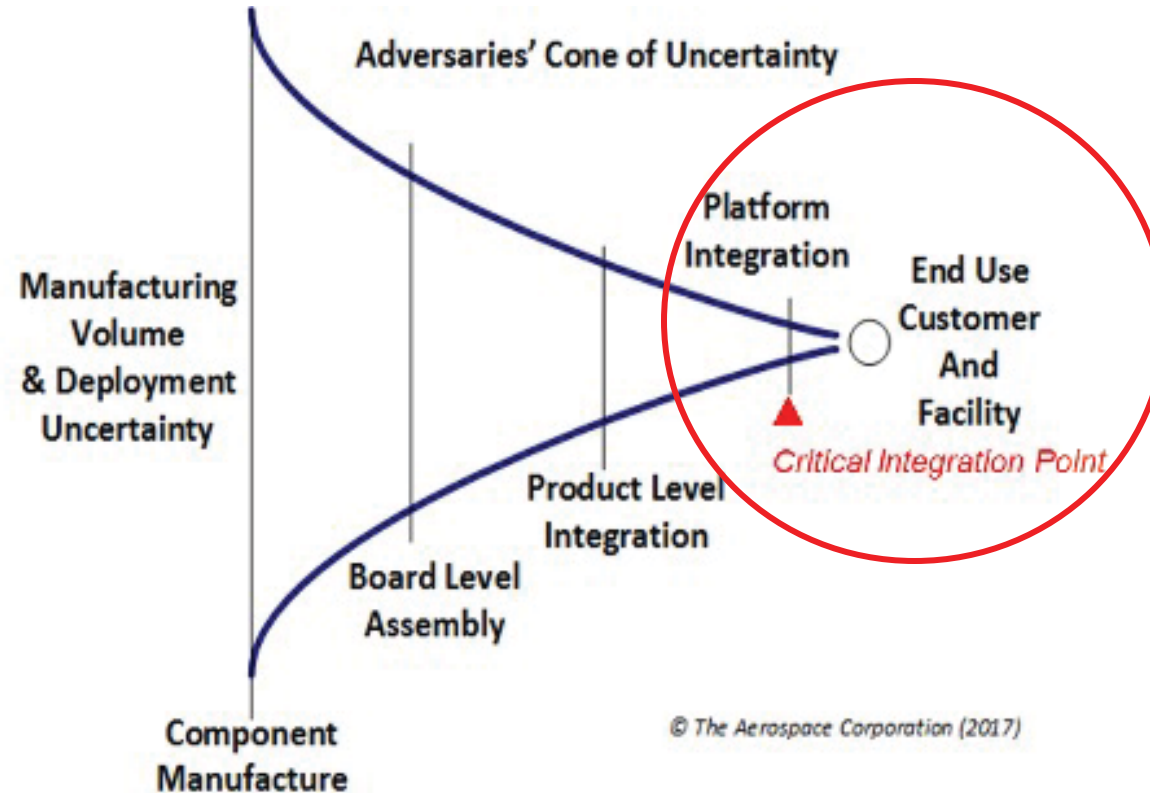 Adversaries' Cone of Uncertainty
Platform
Integration
End Use
Customer
And
Facility
Manufacturing
Volume
& Deployment
Uncertainty
Critical Integration Point
Product Level
Integration
Board Level
Assembly
Component
Manufacture
© The Aerospace Corporation (2017)